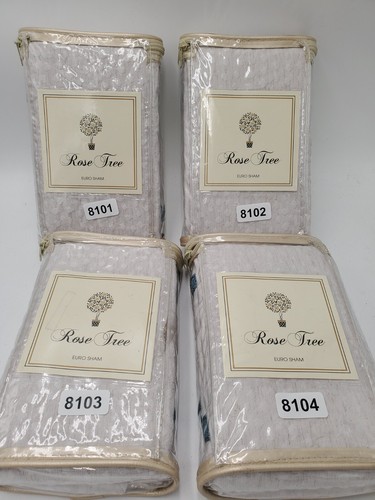 Rose Tree
EURO SHAM
8101
Rose Tree
EURO SHAM
8102
Rose Tree
EURO SHAM
8103
Rose Tree
EURO SHAM
8104